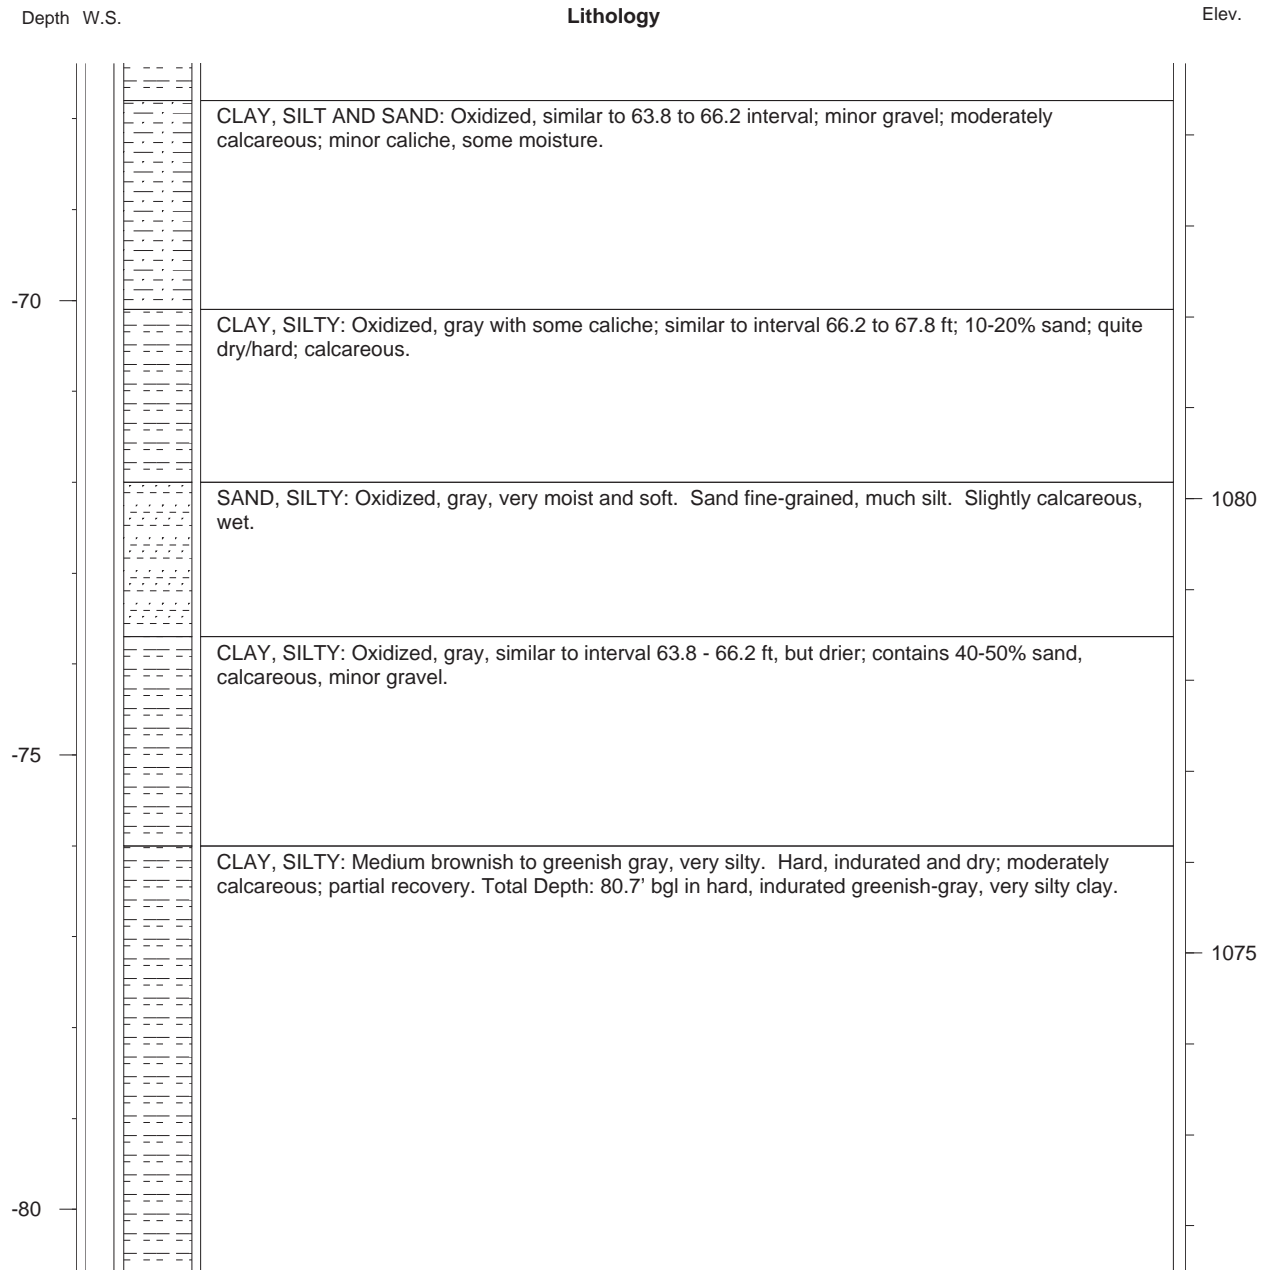 Depth W.S. Lithology Elev.
CLAY, SILT AND SAND: Oxidized, similar to 63.8 to 66.2 interval; minor gravel; moderately
calcareous; minor caliche, some moisture.
-70
CLAY, SILTY: Oxidized, gray with some caliche; similar to interval 66.2 to 67.8 ft; 10-20% sand; quite
dry/hard; calcareous.
SAND, SILTY: Oxidized, gray, very moist and soft.  Sand fine-grained, much silt.  Slightly calcareous,
wet.
1080
CLAY, SILTY: Oxidized, gray, similar to interval 63.8 - 66.2 ft, but drier; contains 40-50% sand,
calcareous, minor gravel.
-75
CLAY, SILTY: Medium brownish to greenish gray, very silty.  Hard, indurated and dry; moderately
calcareous; partial recovery. Total Depth: 80.7' bgl in hard, indurated greenish-gray, very silty clay.
1075
-80